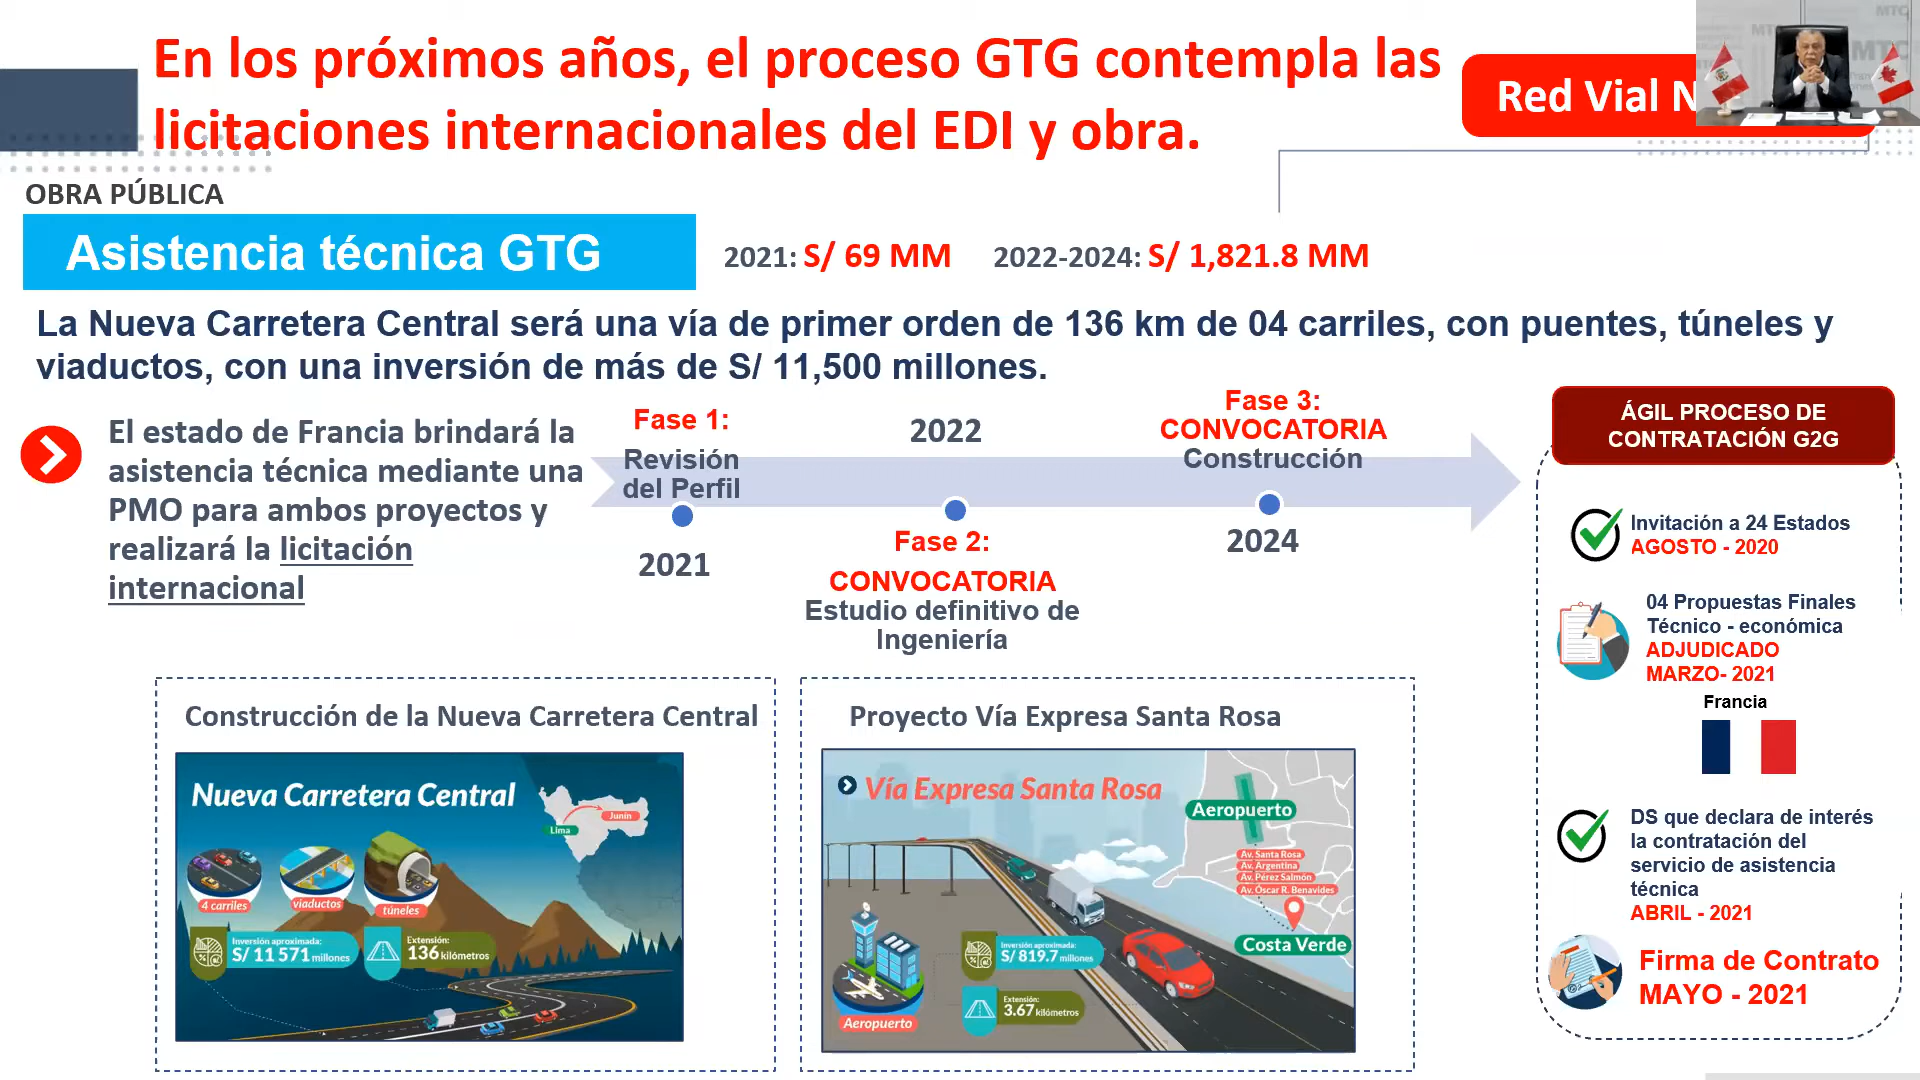 En los próximos años, el proceso GTG contempla las
licitaciones internacionales del EDI y obra.
Red Vial N
MTC
OBRA PÚBLICA
Asistencia técnica GTG
2021: S/ 69 MM
2022-2024: S/ 1,821.8 MM
La Nueva Carretera Central será una vía de primer orden de 136 km de 04 carriles, con puentes, túneles y
viaductos, con una inversión de más de S/ 11,500 millones.
El estado de Francia brindará la
asistencia técnica mediante una
PMO para ambos proyectos y
realizará la licitación
internacional
Fase 1:
Revisión
del Perfil
2021
2022
Fase 2:
CONVOCATORIA
Estudio definitivo de
Ingeniería
Fase 3:
CONVOCATORIA
Construcción
2024
ÁGIL PROCESO DE
CONTRATACIÓN G2G
Invitación a 24 Estados
AGOSTO - 2020
04 Propuestas Finales
Técnico - económica
ADJUDICADO
MARZO- 2021
Francia
DS que declara de interés
la contratación del
servicio de asistencia
técnica
ABRIL - 2021
Firma de Contrato
MAYO - 2021
Construcción de la Nueva Carretera Central
Nueva Carretera Central
Junín
Lima
4 carriles
viaductos
túneles
Inversión aproximada:
S/ 11 571 millones
Extensión:
136 kilómetros
Proyecto Vía Expresa Santa Rosa
Vía Expresa Santa Rosa
Aeropuerto
Av. Santa Rosa
Av. Argentina
Av. Pérez Salmón
Av. Óscar R. Benavides
Costa Verde
Inversión aproximada:
S/ 819.7 millones
Extensión:
3.67 kilómetros
Aeropuerto